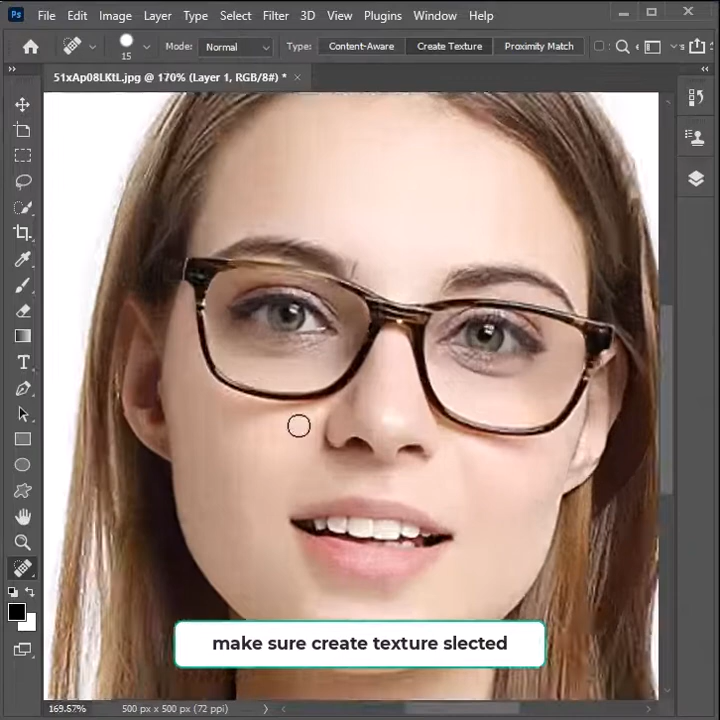 Ps File Edit Image Layer Type Select Filter 3D View Plugins Window Help
15 Mode: Normal Type: Content-Aware Create Texture Proximity Match
51xAp08LKtL.jpg @ 170% (Layer 1, RGB/8#) * ×
make sure create texture slected
169.57% 500 px x 500 px (72 ppi)